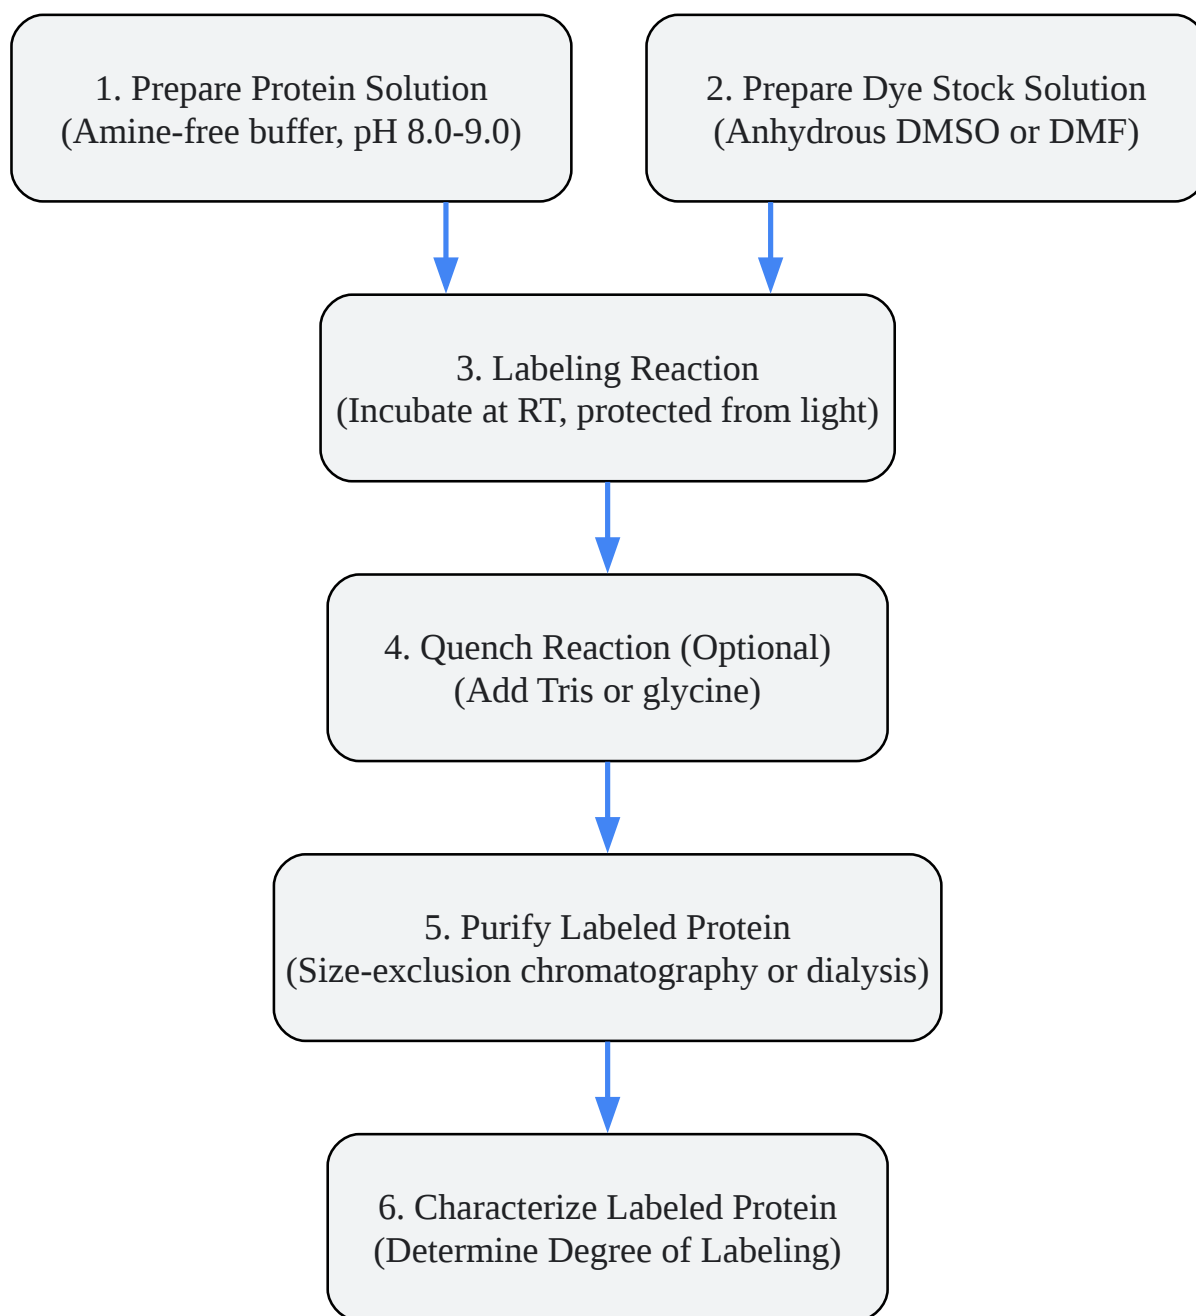 1. Prepare Protein Solution
(Amine-free buffer, pH 8.0-9.0)
2. Prepare Dye Stock Solution
(Anhydrous DMSO or DMF)
3. Labeling Reaction
(Incubate at RT, protected from light)
4. Quench Reaction (Optional)
(Add Tris or glycine)
5. Purify Labeled Protein
(Size-exclusion chromatography or dialysis)
6. Characterize Labeled Protein
(Determine Degree of Labeling)